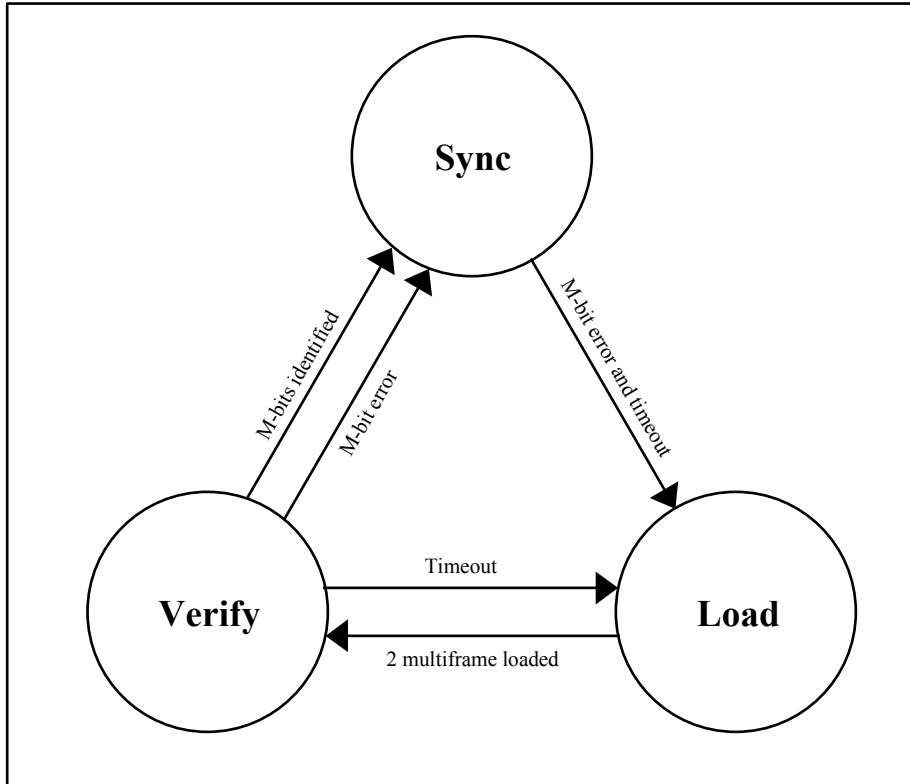 Sync
M-bits identified
M-bit error
M-bit error and timeout
Timeout
Verify
Load
2 multiframe loaded